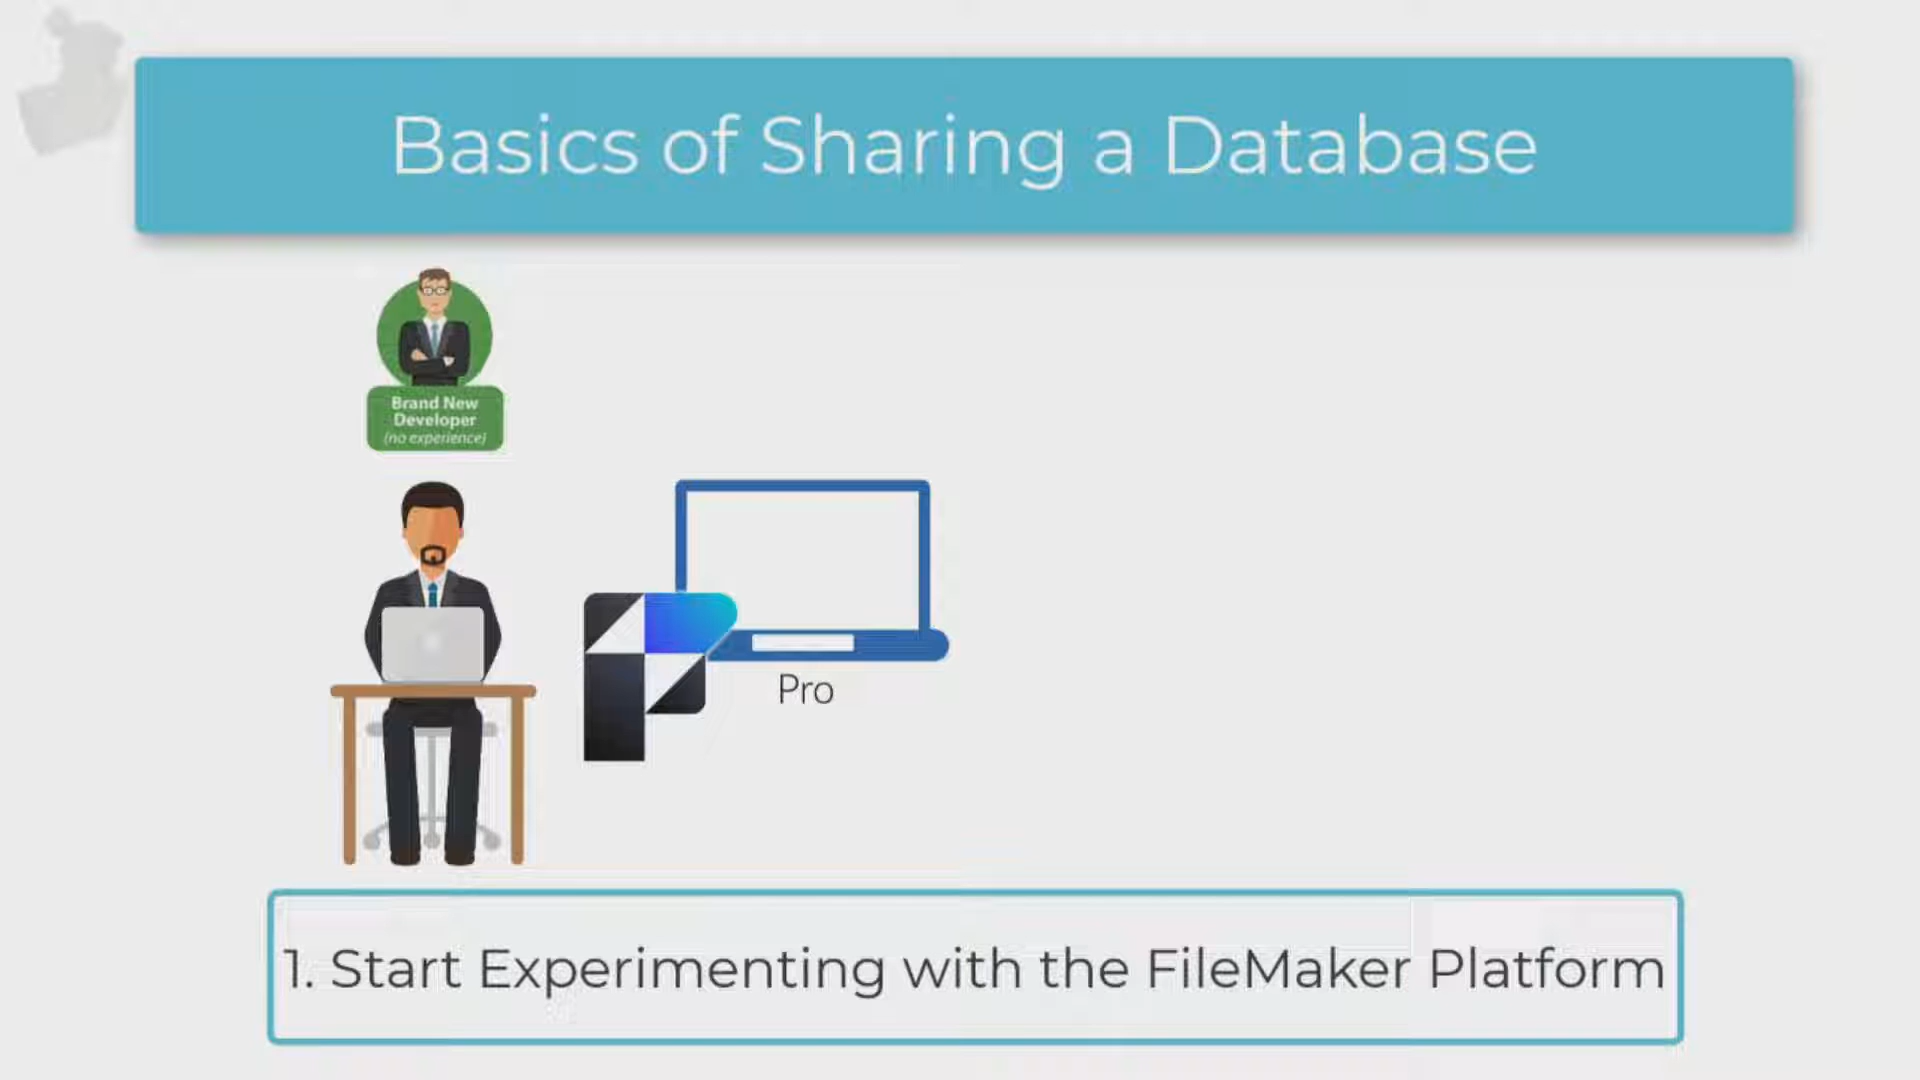 Basics of Sharing a Database
Brand New
Developer
(no experience)
Pro
1. Start Experimenting with the FileMaker Platform